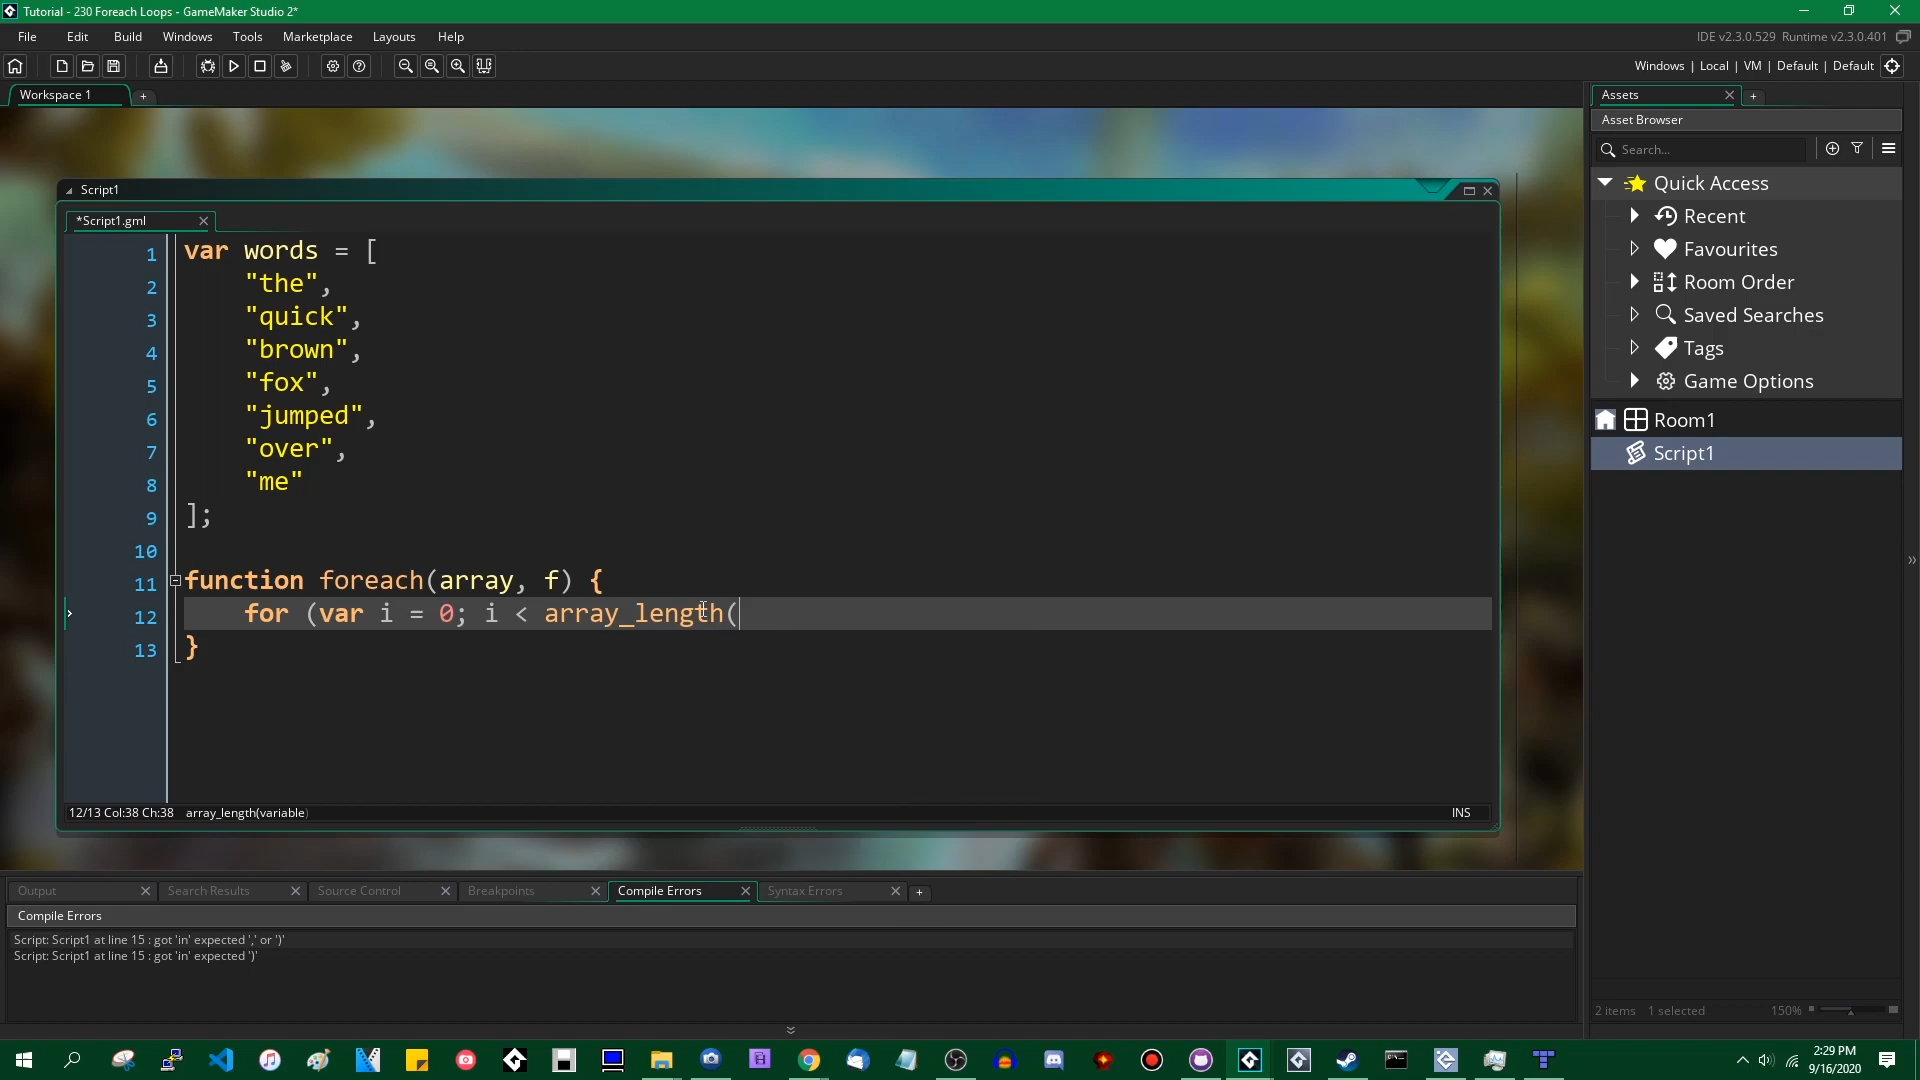 Tutorial - 230 Foreach Loops - GameMaker Studio 2*
File Edit Build Windows Tools Marketplace Layouts Help
IDE v2.3.0.529 Runtime v2.3.0.401
Windows | Local | VM | Default | Default
Workspace 1 +
Assets
Asset Browser
Search...
Quick Access
Recent
Favourites
Room Order
Saved Searches
Tags
Game Options
Room1
Script1
2 items 1 selected 150%
Script1
*Script1.gml
1 var words = [
2 "the",
3 "quick",
4 "brown",
5 "fox",
6 "jumped",
7 "over",
8 "me"
9 ];
10
11 function foreach(array, f) {
12 for (var i = 0; i < array_length(
13 }
12/13 Col:38 Ch:38 array_length(variable)
INS
Output
Search Results
Source Control
Breakpoints
Compile Errors
Syntax Errors
Compile Errors
Script: Script1 at line 15 : got 'in' expected ',' or ')'
Script: Script1 at line 15 : got 'in' expected ')'
2:29 PM
9/16/2020